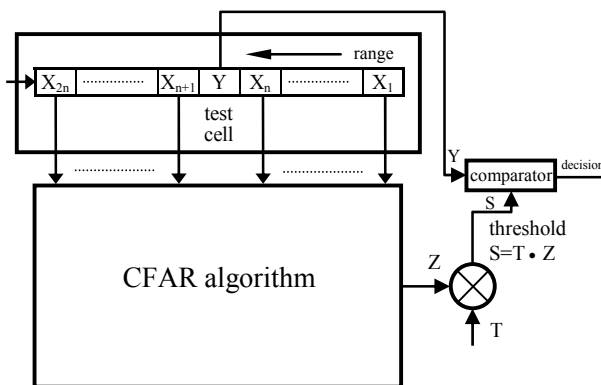 range
X2n Xn+1 Y Xn X1
test
cell
Y
comparator
decision
S
threshold
S=T • Z
CFAR algorithm
Z
T